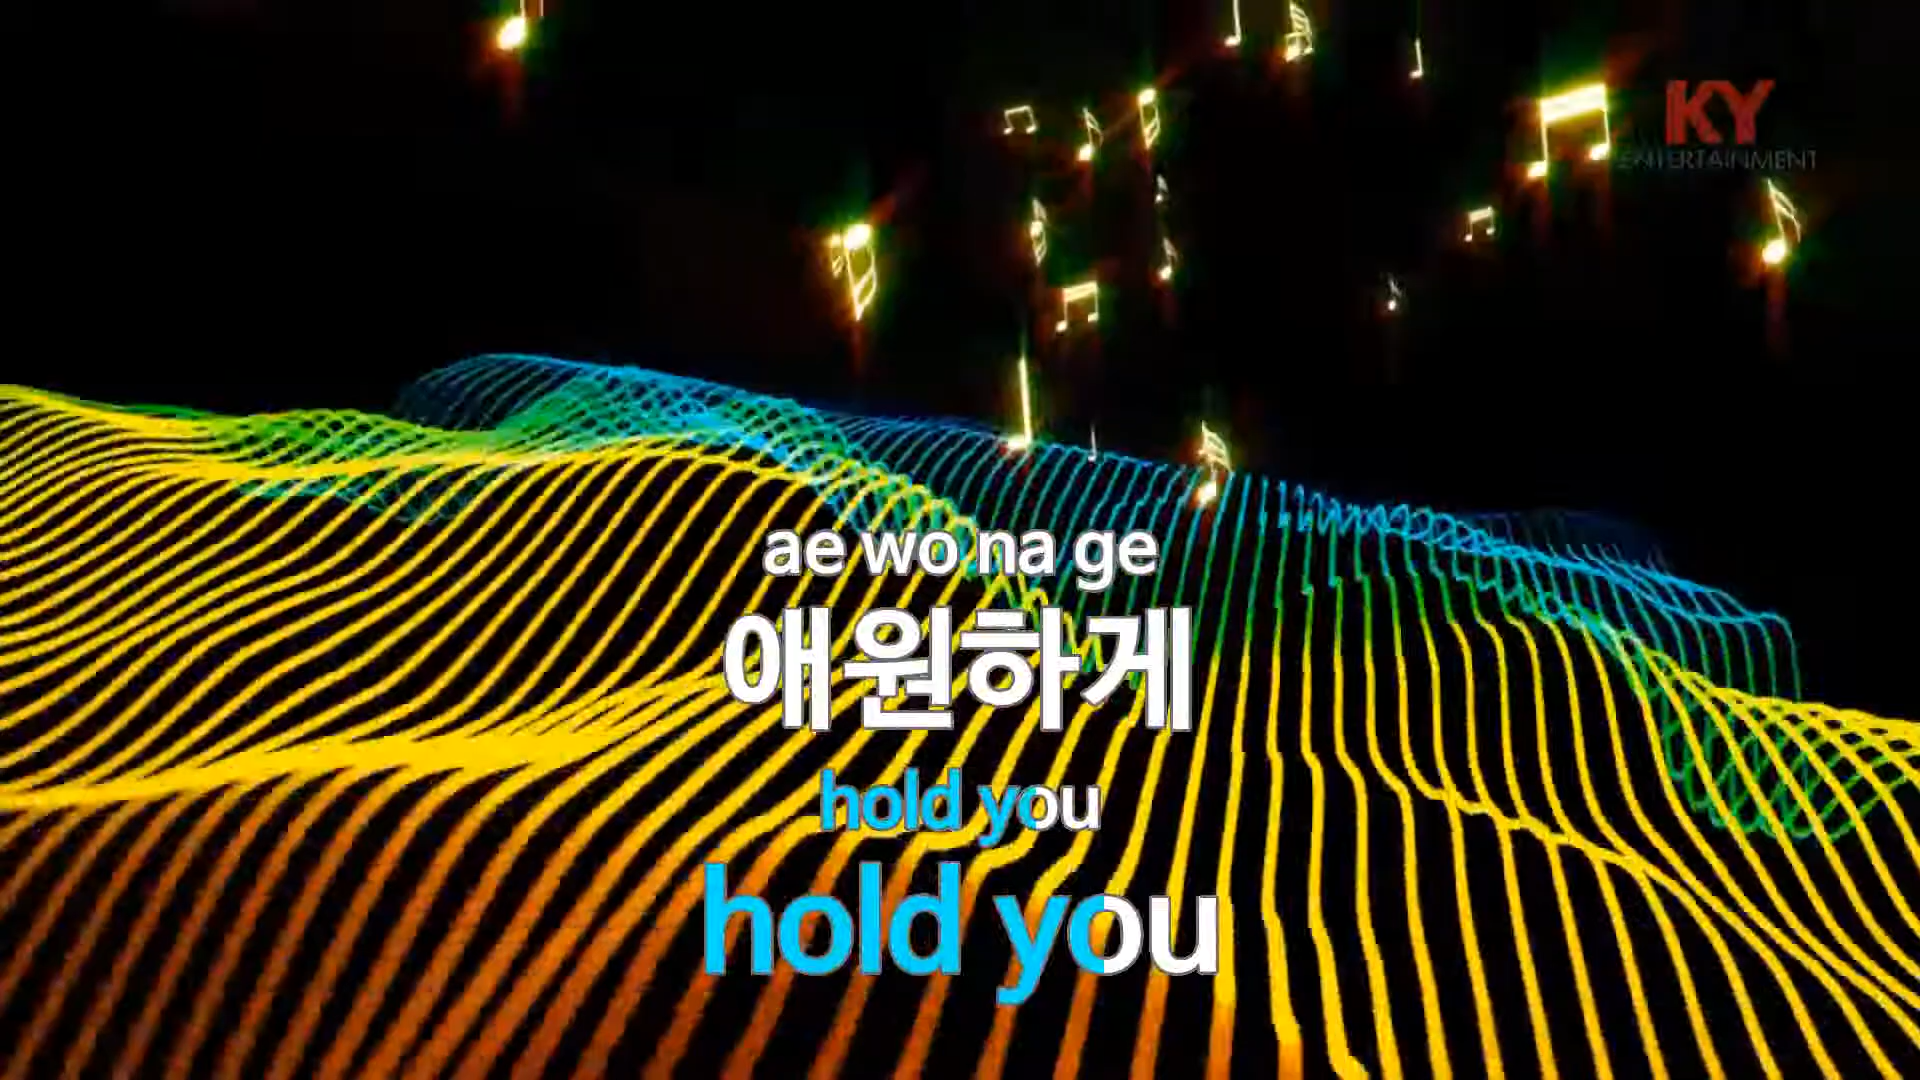 KY
ENTERTAINMENT
ae wo na ge
애원하게
hold you
hold you